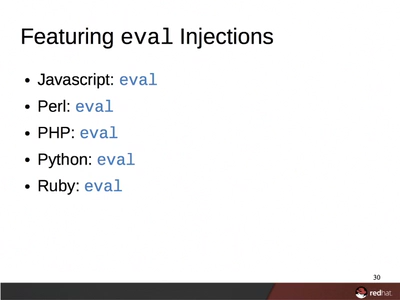 Featuring eval Injections
• Javascript: eval
• Perl: eval
• PHP: eval
• Python: eval
• Ruby: eval
30
redhat